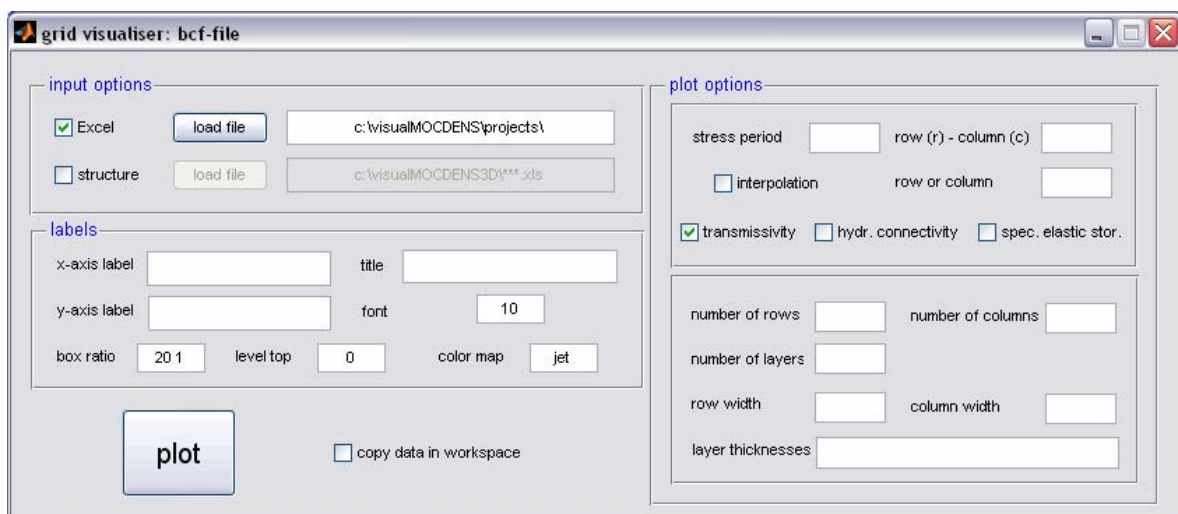 grid visualiser: bcf-file
input options
Excel
load file
c:\visualMOCDENS\projects\
structure
load file
c:\visualMOCDENS3D\***.xls
labels
x-axis label
title
y-axis label
font
10
box ratio
20 1
level top
0
color map
jet
plot
copy data in workspace
plot options
stress period
row (r) - column (c)
interpolation
row or column
transmissivity
hydr. connectivity
spec. elastic stor.
number of rows
number of columns
number of layers
row width
column width
layer thicknesses